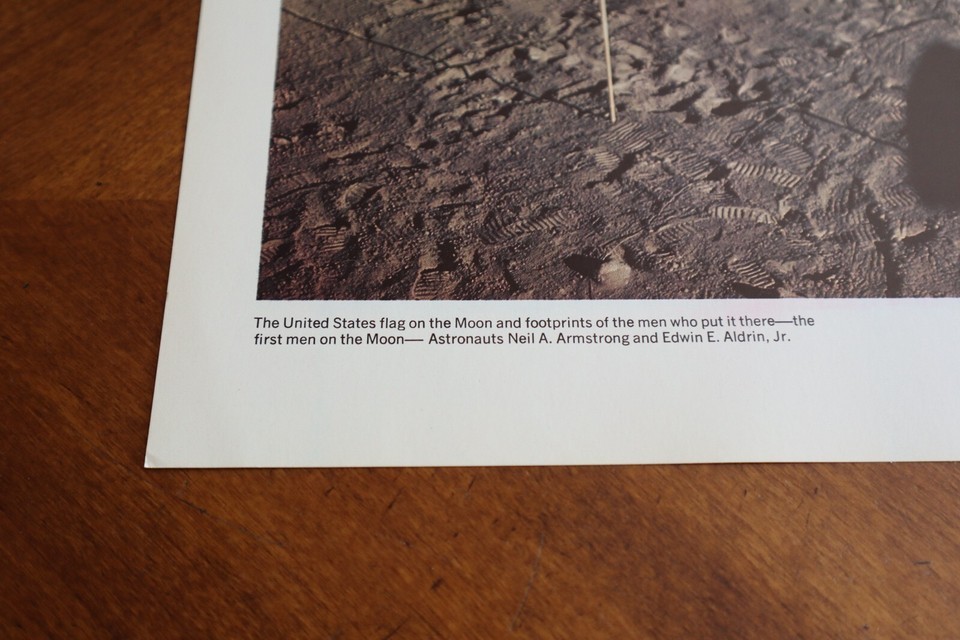 The United States flag on the Moon and footprints of the men who put it there—the
first men on the Moon— Astronauts Neil A. Armstrong and Edwin E. Aldrin, Jr.